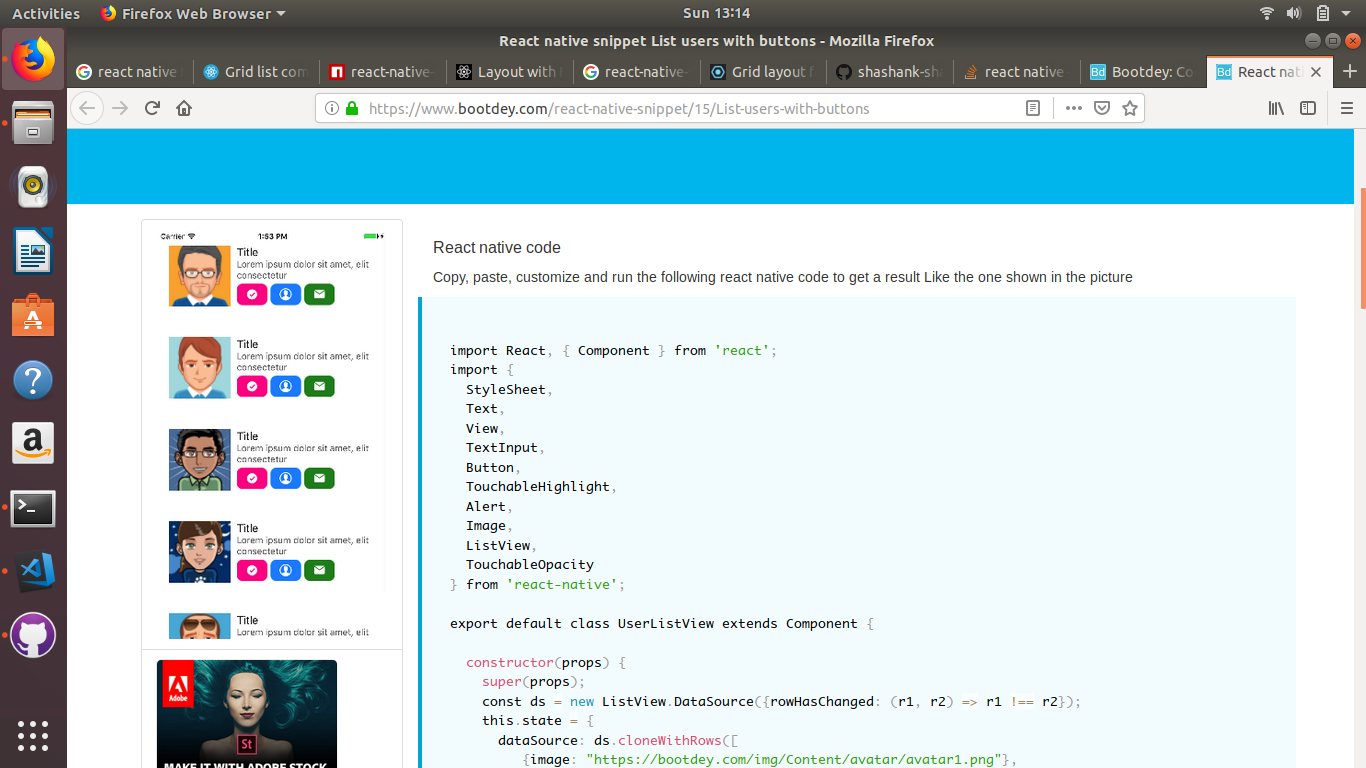 Activities Firefox Web Browser Sun 13:14
React native snippet List users with buttons - Mozilla Firefox
react native Grid list com react-native- Layout with react-native- Grid layout f shashank-sha react native Bootdey: Co React nati
https://www.bootdey.com/react-native-snippet/15/List-users-with-buttons
Carrier 1:53 PM
Title
Lorem ipsum dolor sit amet, elit
consectetur
Title
Lorem ipsum dolor sit amet, elit
consectetur
Title
Lorem ipsum dolor sit amet, elit
consectetur
Title
Lorem ipsum dolor sit amet, elit
consectetur
Title
Lorem ipsum dolor sit amet, elit
Adobe
St
MAKE IT WITH ADOBE STOCK
React native code
Copy, paste, customize and run the following react native code to get a result Like the one shown in the picture
import React, { Component } from 'react';
import {
StyleSheet,
Text,
View,
TextInput,
Button,
TouchableHighlight,
Alert,
Image,
ListView,
TouchableOpacity
} from 'react-native';
export default class UserListView extends Component {
constructor(props) {
super(props);
const ds = new ListView.DataSource({rowHasChanged: (r1, r2) => r1 !== r2});
this.state = {
dataSource: ds.cloneWithRows([
{image: "https://bootdey.com/img/Content/avatar/avatar1.png"},